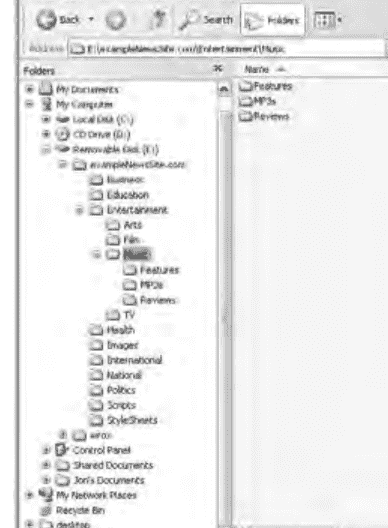 Back
Search
Folders
Address E:\exampleNewsSite.com\Entertainment\Music
Folders
Name
My Documents
My Computer
Local Disk (C:)
CD Drive (D:)
Removable Disk (E:)
exampleNewsSite.com
Business
Education
Entertainment
Arts
Film
Music
Features
MP3s
Reviews
TV
Health
Images
International
National
Politics
Scripts
StyleSheets
wrox
Control Panel
Shared Documents
Jon's Documents
My Network Places
Recycle Bin
desktop
Features
MP3s
Reviews